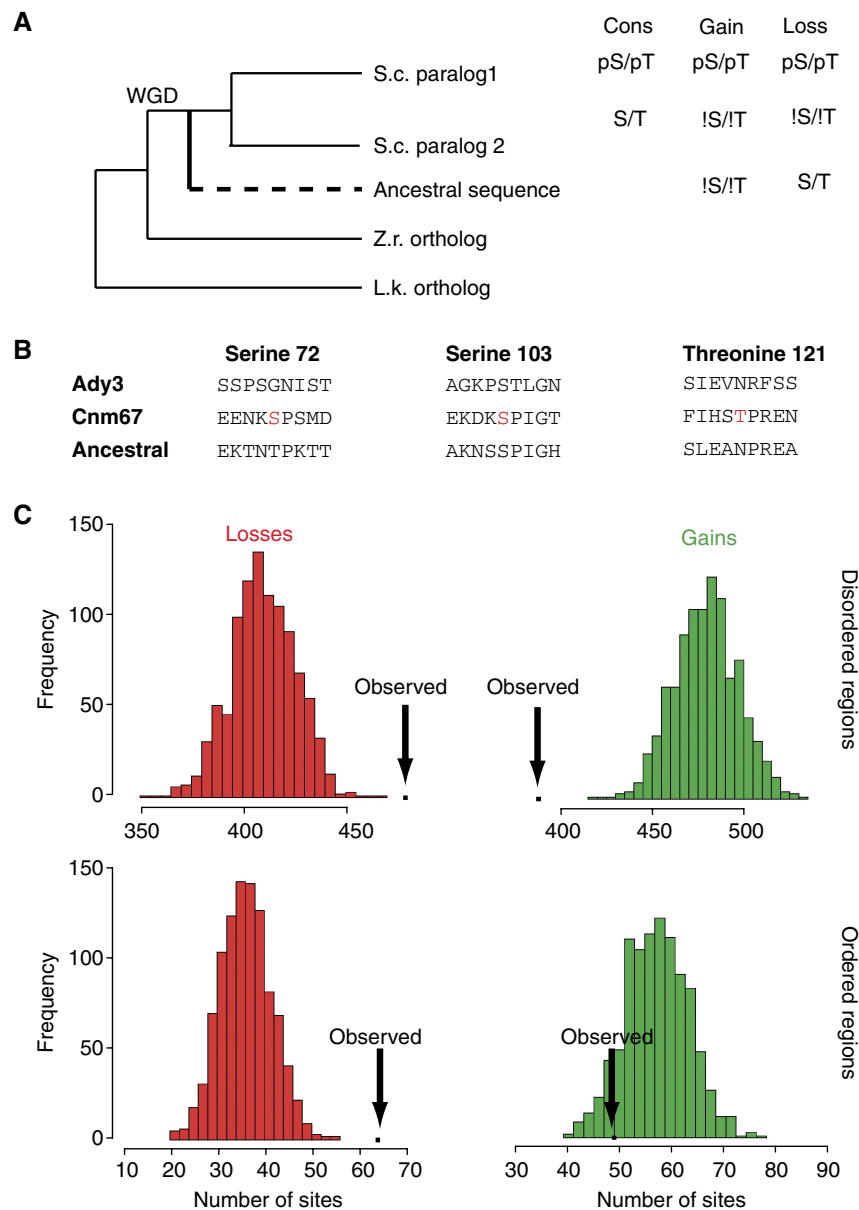 A
Cons Gain Loss
pS/pT pS/pT pS/pT
S.c. paralog1
WGD
S/T !S/!T !S/!T
S.c. paralog 2
Ancestral sequence !S/!T S/T
Z.r. ortholog
L.k. ortholog
B
Serine 72 Serine 103 Threonine 121
Ady3 SSPSGNIST AGKPSTLGN SIEVNRFSS
Cnm67 EENKSPSMD EKDKSPIGT FIHSTPREN
Ancestral EKTNTPKTT AKNSSPIGH SLEANPREA
C
150
100
50
0
Frequency
Losses
Observed
350 400 450
Gains
Observed
400 450 500
Disordered regions
150
100
50
0
Frequency
Observed
10 20 30 40 50 60 70
Number of sites
Observed
30 40 50 60 70 80 90
Number of sites
Ordered regions